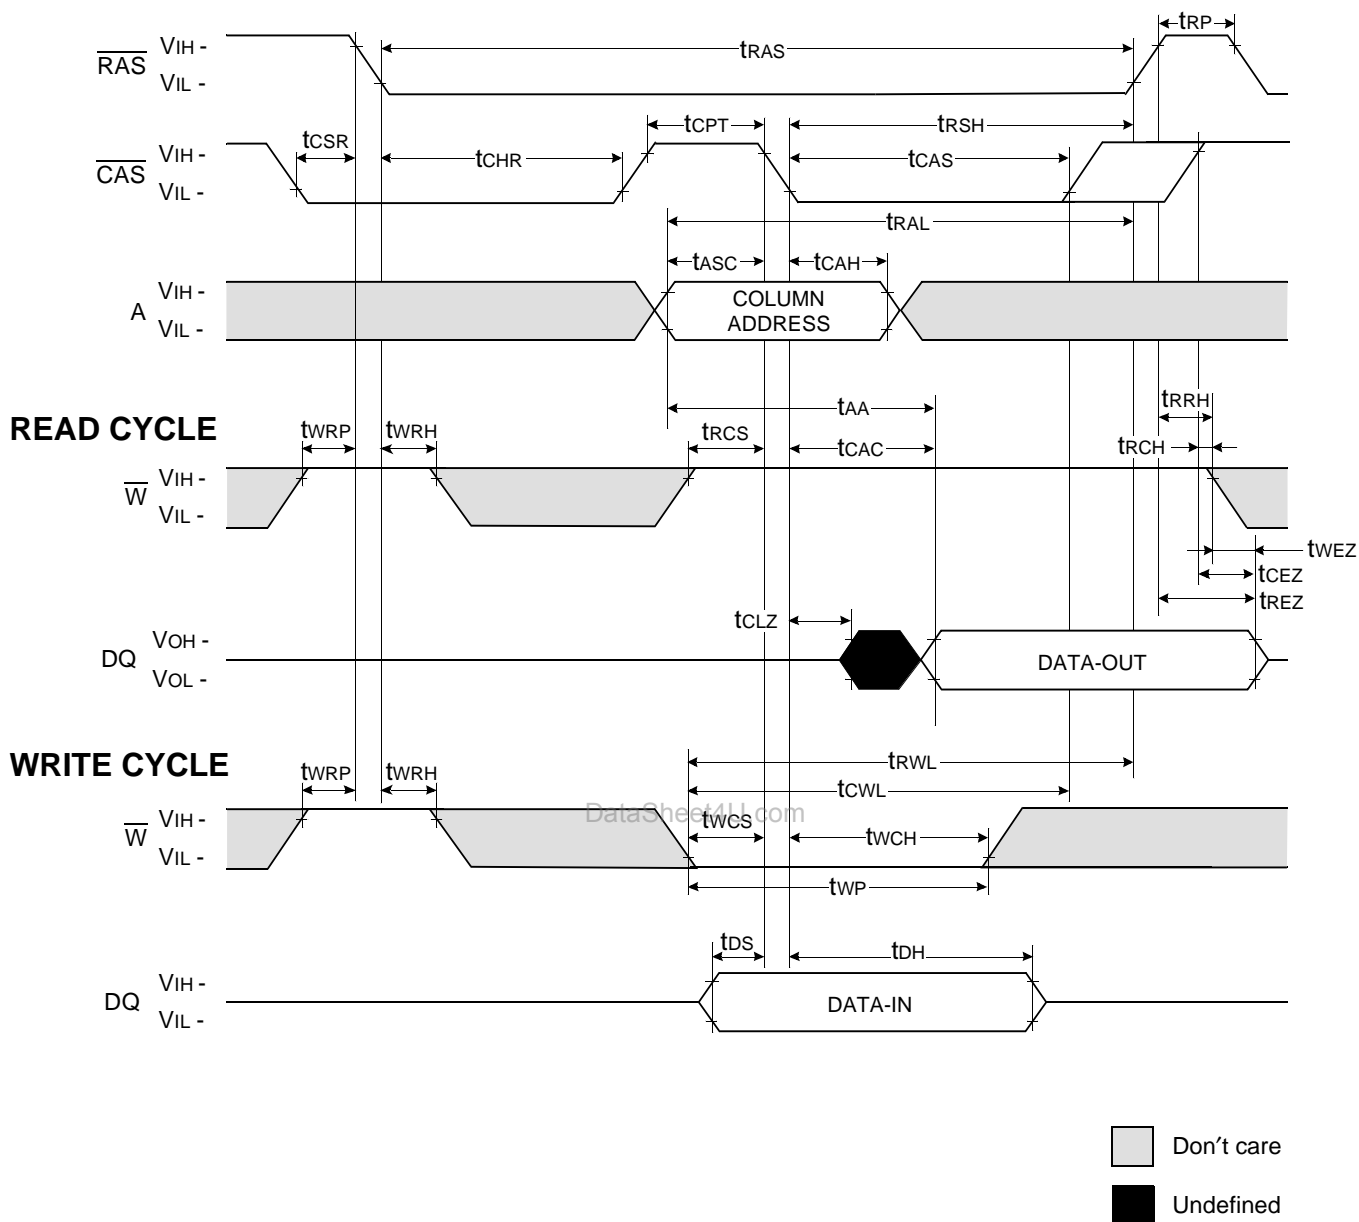 tRP
RAS VIH - tRAS
VIL -
tCPT tRSH
tCSR
CAS VIH - tCHR tCAS
VIL -
tRAL
tASC tCAH
A VIH - COLUMN
VIL - ADDRESS
tRRH
tAA
READ CYCLE
tWRP tWRH tRCS tCAC tRCH
W VIH -
VIL -
tWEZ
tCEZ
tREZ
tCLZ
DQ VOH -
VOL - DATA-OUT
WRITE CYCLE
tRWL
tWRP tWRH tCWL
DataSheet4U.com
W VIH - tWCS tWCH
VIL -
tWP
tDS tDH
DQ VIH -
VIL - DATA-IN
Don′t care
Undefined